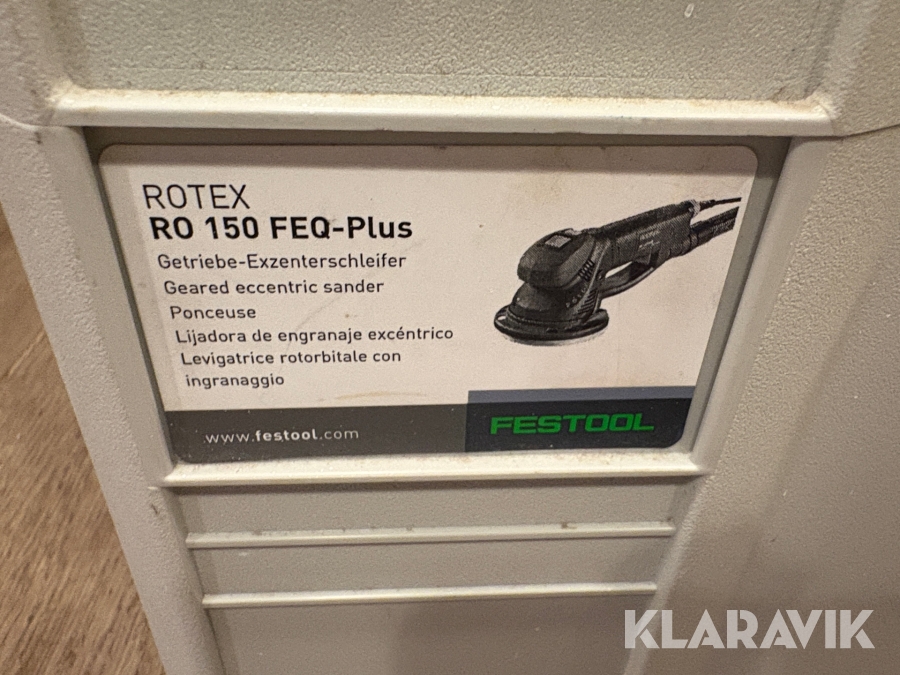 ROTEX
RO 150 FEQ-Plus
Getriebe-Exzenterschleifer
Geared eccentric sander
Ponceuse
Lijadora de engranaje excéntrico
Levigatrice rotorbitale con
ingranaggio
www.festool.com
FESTOOL
KLARAVIK